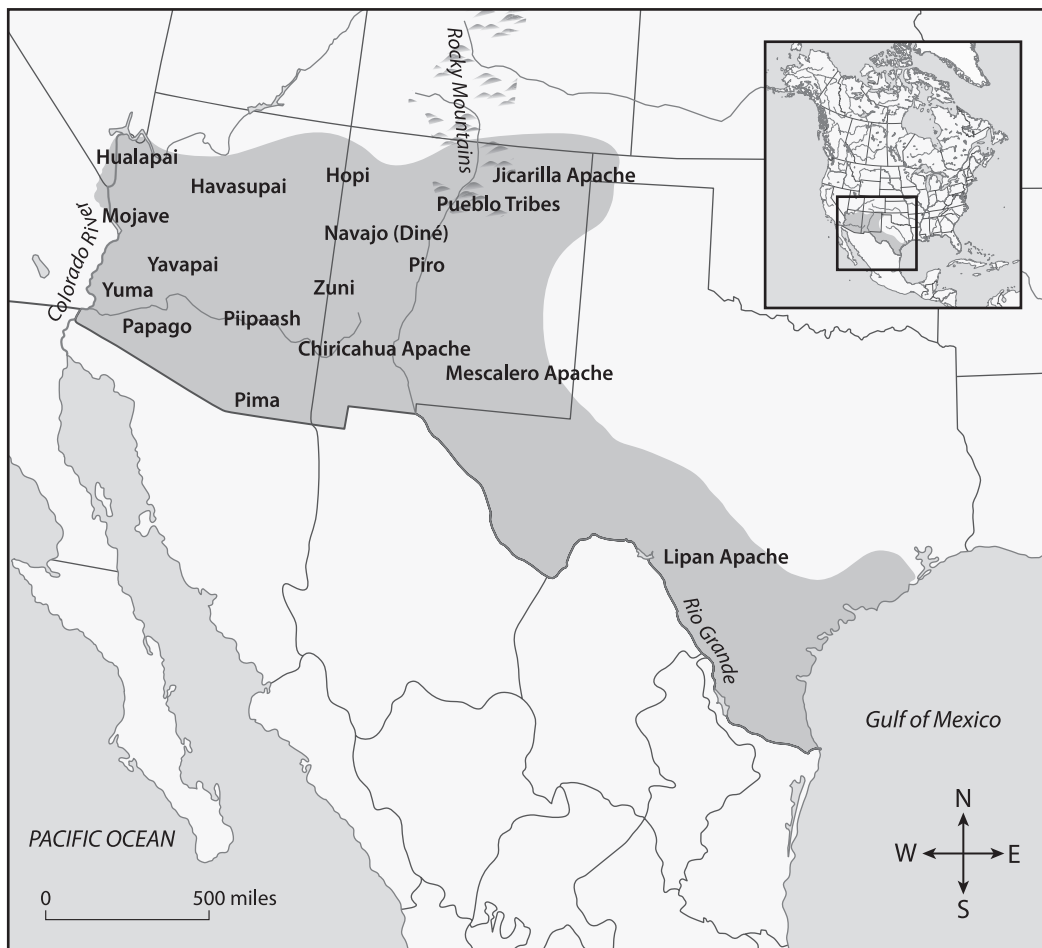 Rocky Mountains
Hualapai
Havasupai
Hopi
Jicarilla Apache
Pueblo Tribes
Mojave
Navajo (Diné)
Colorado River
Yavapai
Piro
Yuma
Zuni
Papago
Piipaash
Chiricahua Apache
Mescalero Apache
Pima
Lipan Apache
Rio Grande
Gulf of Mexico
PACIFIC OCEAN
N
W
E
S
0
500 miles